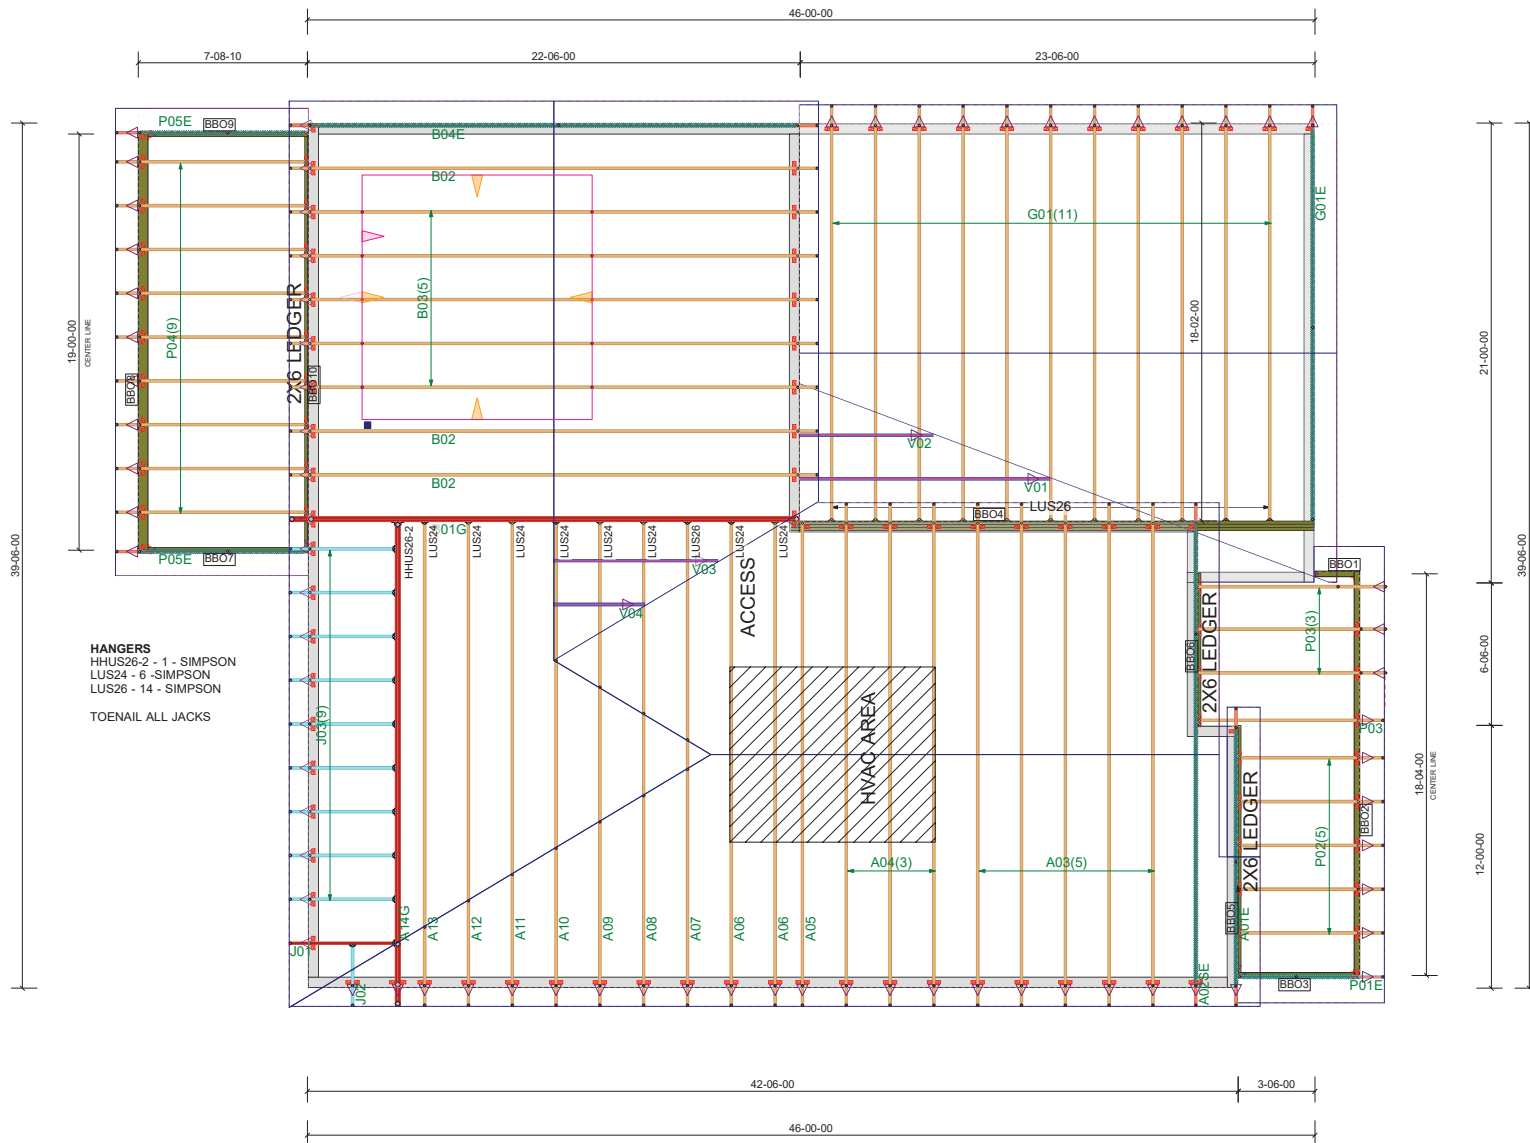 46-00-00
7-08-10
22-06-00
23-06-00
P05E
BBO9
B04E
B02
G01(11)
G01E
B03(5)
P04(9)
19-00-00
CENTER LINE
2X6 LEDGER
BBO8
BBO10
18-02-00
21-00-00
39-06-00
39-06-00
B02
V02
B02
V01
LUS26
BBO4
P05E
BBO7
HHUS26-2
LUS24
LUS24
LUS24
LUS24
LUS24
LUS24
LUS26
LUS24
LUS24
V03
V04
ACCESS
BBO1
P03(3)
6-06-00
BBO6
2X6 LEDGER
HANGERS
HHUS26-2 - 1 - SIMPSON
LUS24 - 6 -SIMPSON
LUS26 - 14 - SIMPSON
TOENAIL ALL JACKS
J03(9)
HVAC AREA
P03
18-04-00
CENTER LINE
2X6 LEDGER
BBO2
P02(5)
12-00-00
A04(3)
A03(5)
A14G
A13
A12
A11
A10
A09
A08
A07
A06
A06
A05
BBO5
A01E
J01
J02
A02SE
BBO3
P01E
42-06-00
3-06-00
46-00-00